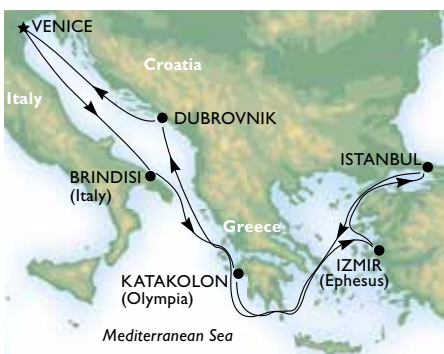 VENICE
Croatia
Italy
DUBROVNIK
ISTANBUL
BRINDISI
(Italy)
Greece
IZMIR
(Ephesus)
KATAKOLON
(Olympia)
Mediterranean Sea